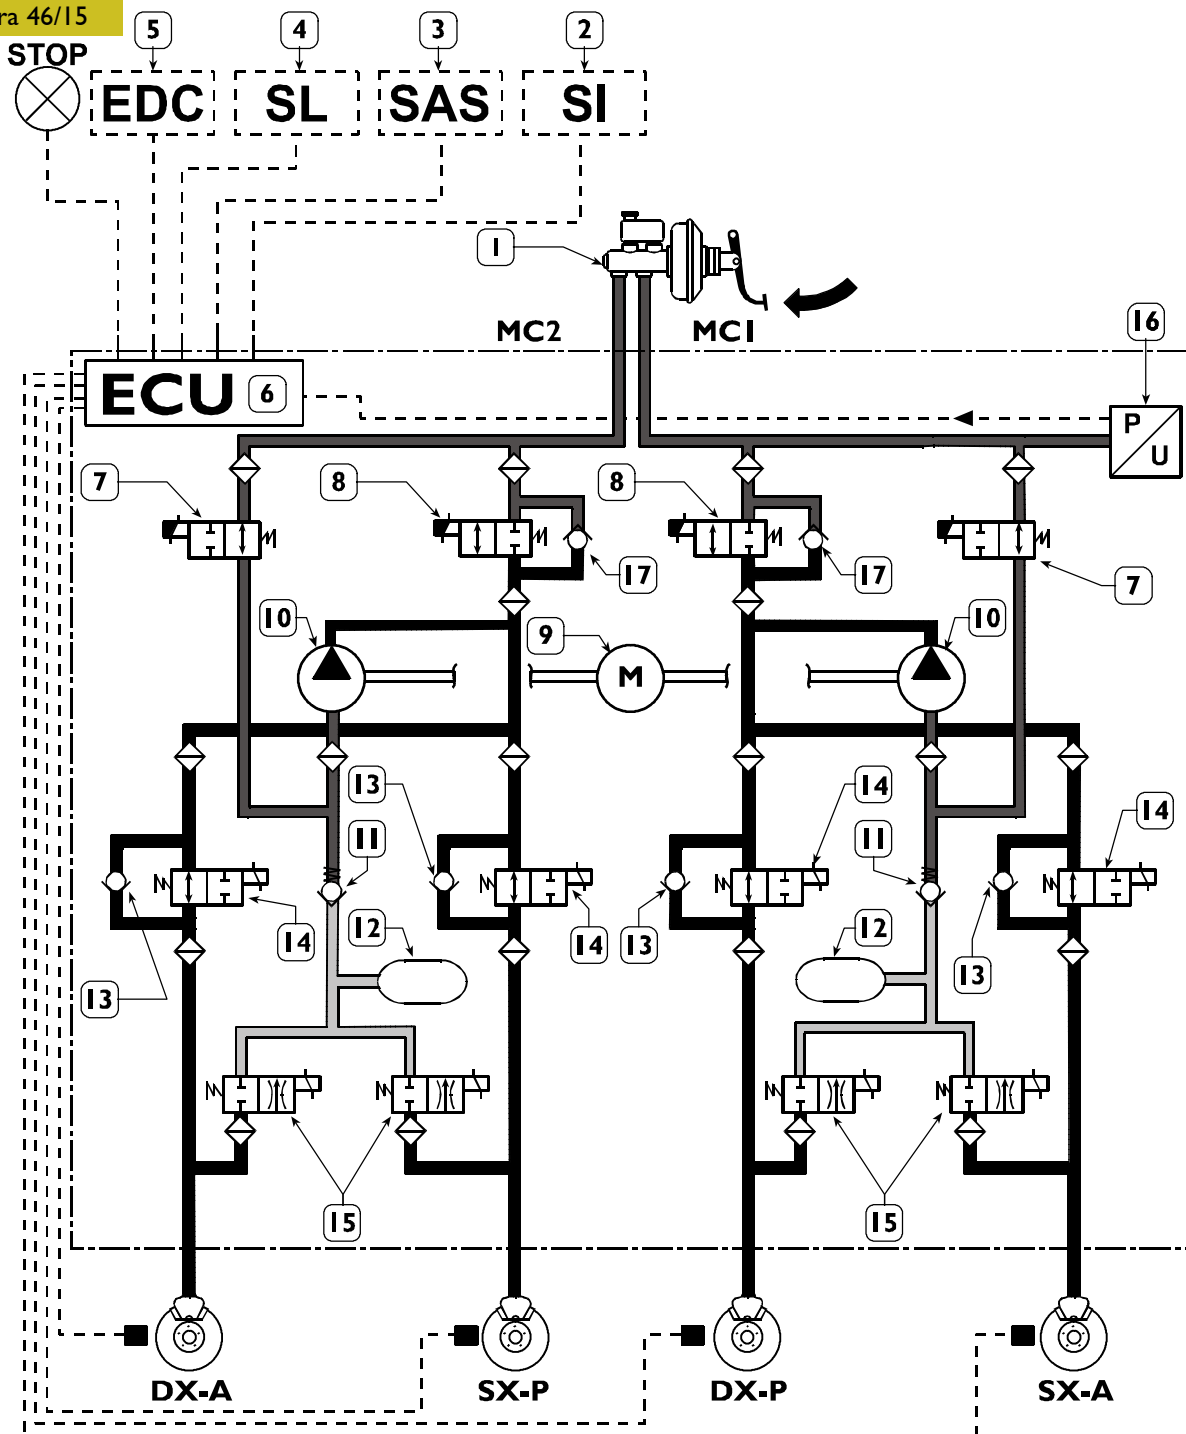 ra 46/15
5 4 3 2
STOP
EDC SL SAS SI
1
MC2 MC1
16
ECU 6
P
U
7 8 8
17 17 7
10 9 10
M
13 14 14
11 11
12 12
14 14 13 13
13
15 15
DX-A SX-P DX-P SX-A